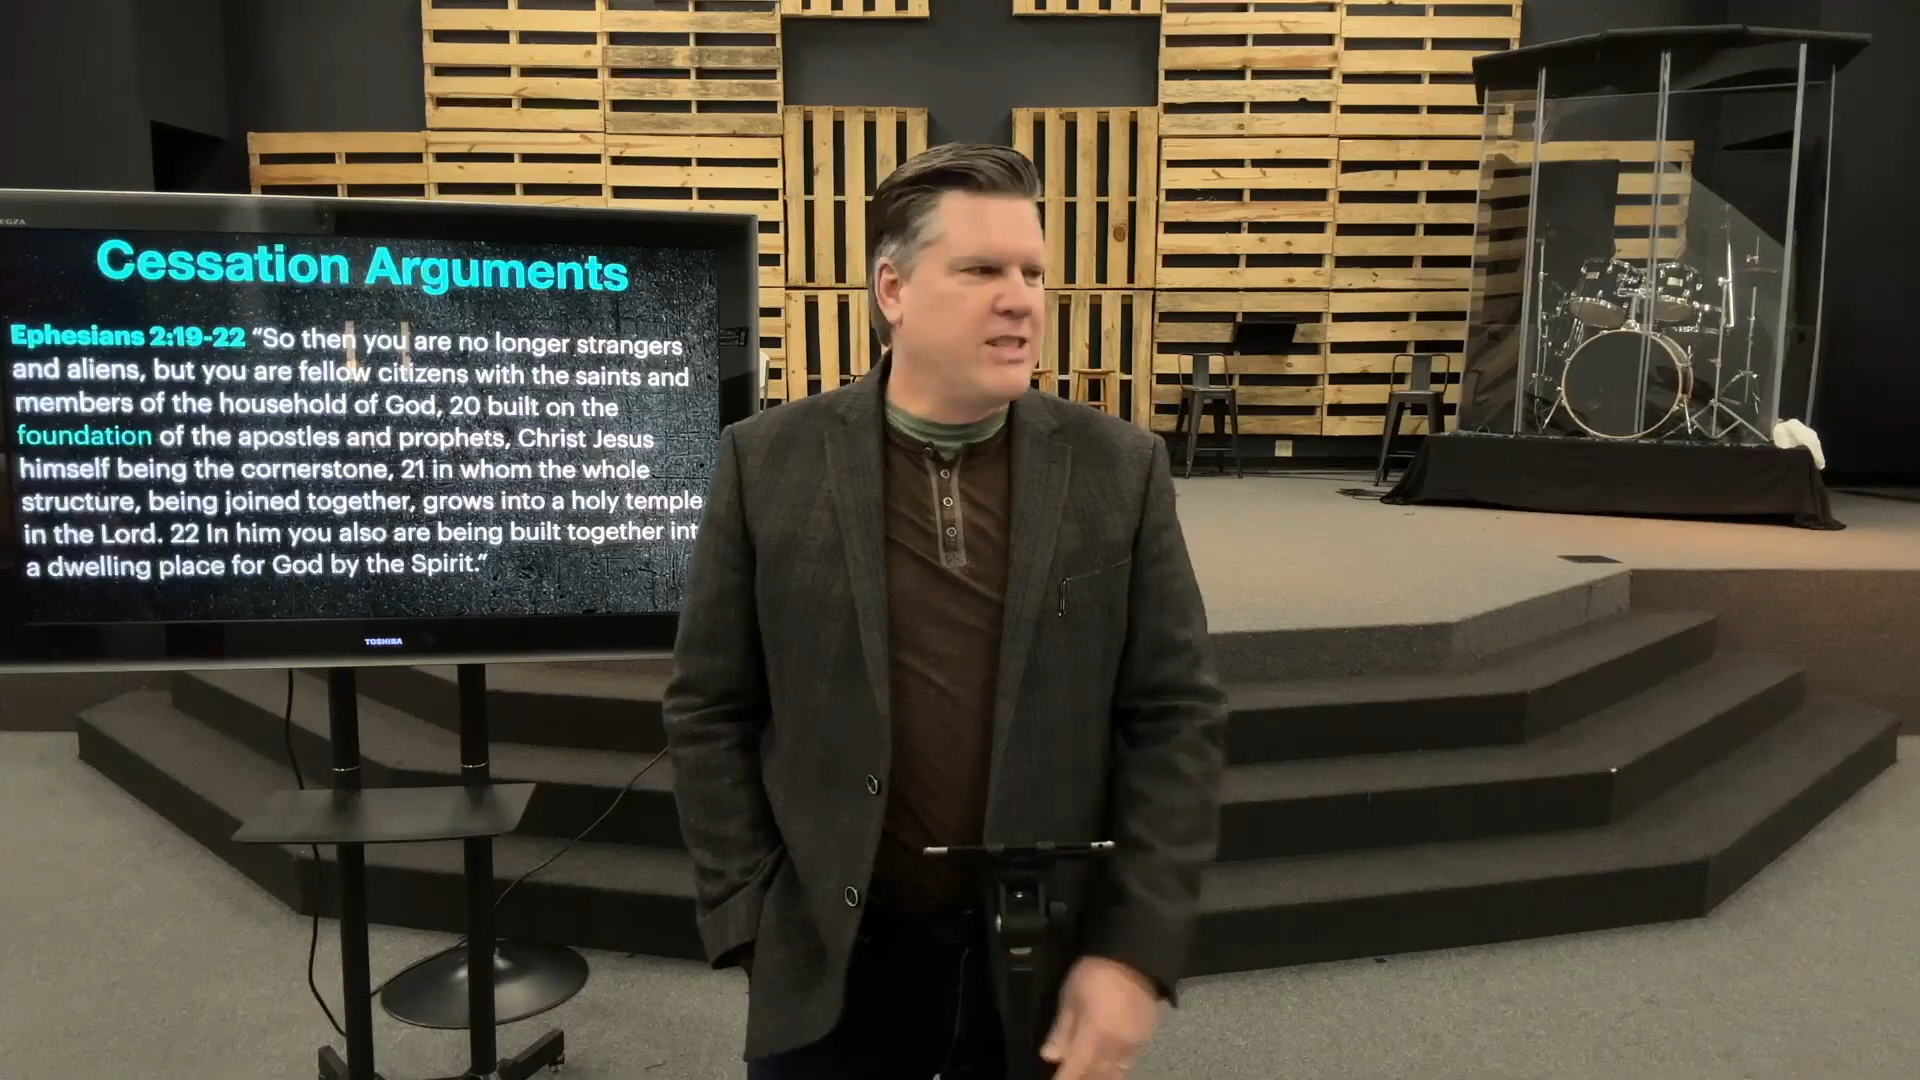 EGZA
Cessation Arguments
Ephesians 2:19-22 “So then you are no longer strangers
and aliens, but you are fellow citizens with the saints and
members of the household of God, 20 built on the
foundation of the apostles and prophets, Christ Jesus
himself being the cornerstone, 21 in whom the whole
structure, being joined together, grows into a holy temple
in the Lord. 22 In him you also are being built together int
a dwelling place for God by the Spirit.”
TOSHIBA